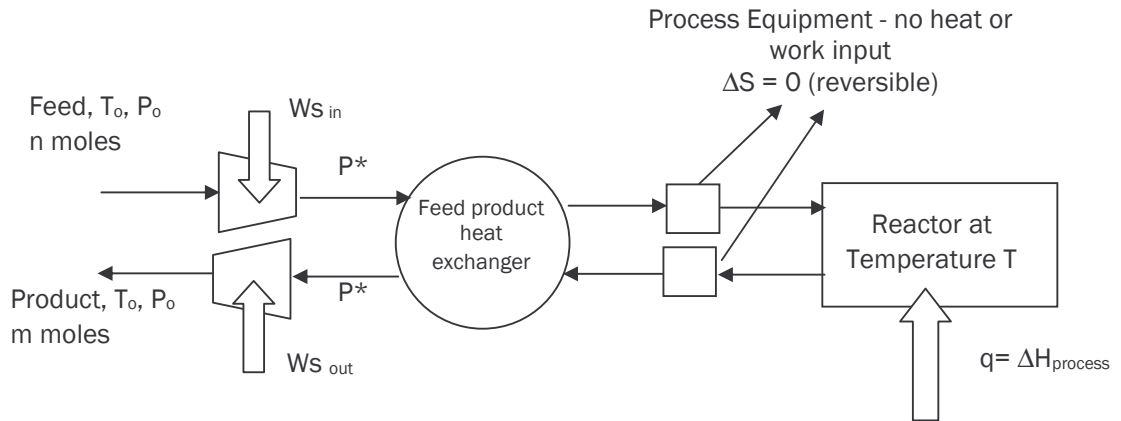 Process Equipment - no heat or
work input
ΔS = 0 (reversible)
Feed, To, Po
n moles
Ws in
P*
Feed product
heat
exchanger
Reactor at
Temperature T
Product, To, Po
m moles
P*
Ws out
q= ΔHprocess